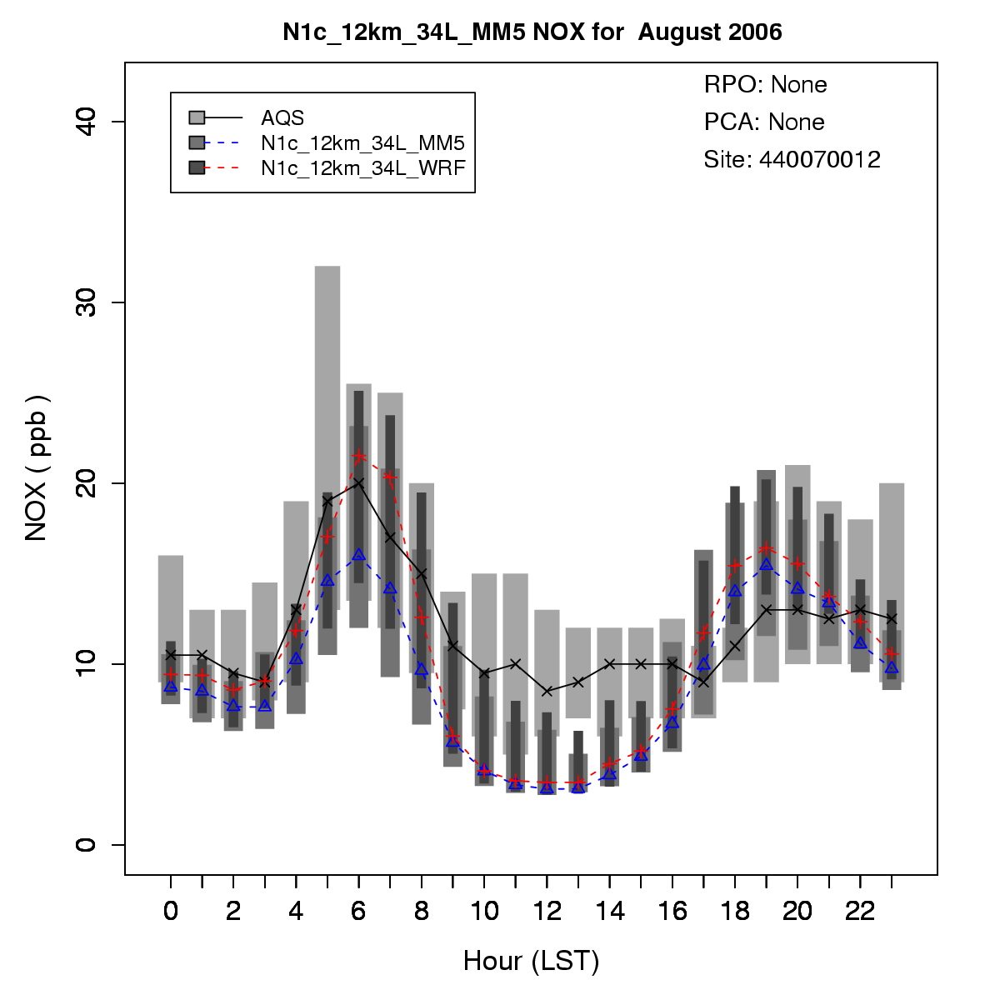 N1c_12km_34L_MM5 NOX for  August 2006
RPO: None
PCA: None
Site: 440070012
AQS
N1c_12km_34L_MM5
N1c_12km_34L_WRF
NOX ( ppb )
40
30
20
10
0
0 2 4 6 8 10 12 14 16 18 20 22
Hour (LST)